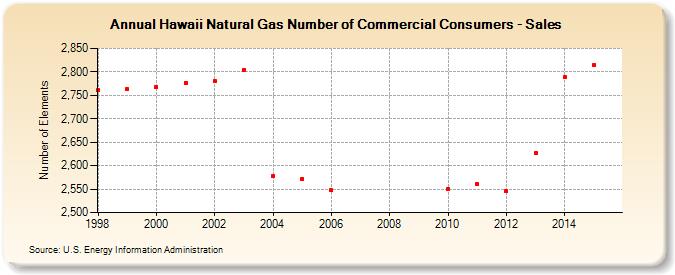 Annual Hawaii Natural Gas Number of Commercial Consumers - Sales
Number of Elements
2,850
2,800
2,750
2,700
2,650
2,600
2,550
2,500
1998 2000 2002 2004 2006 2008 2010 2012 2014
Source: U.S. Energy Information Administration